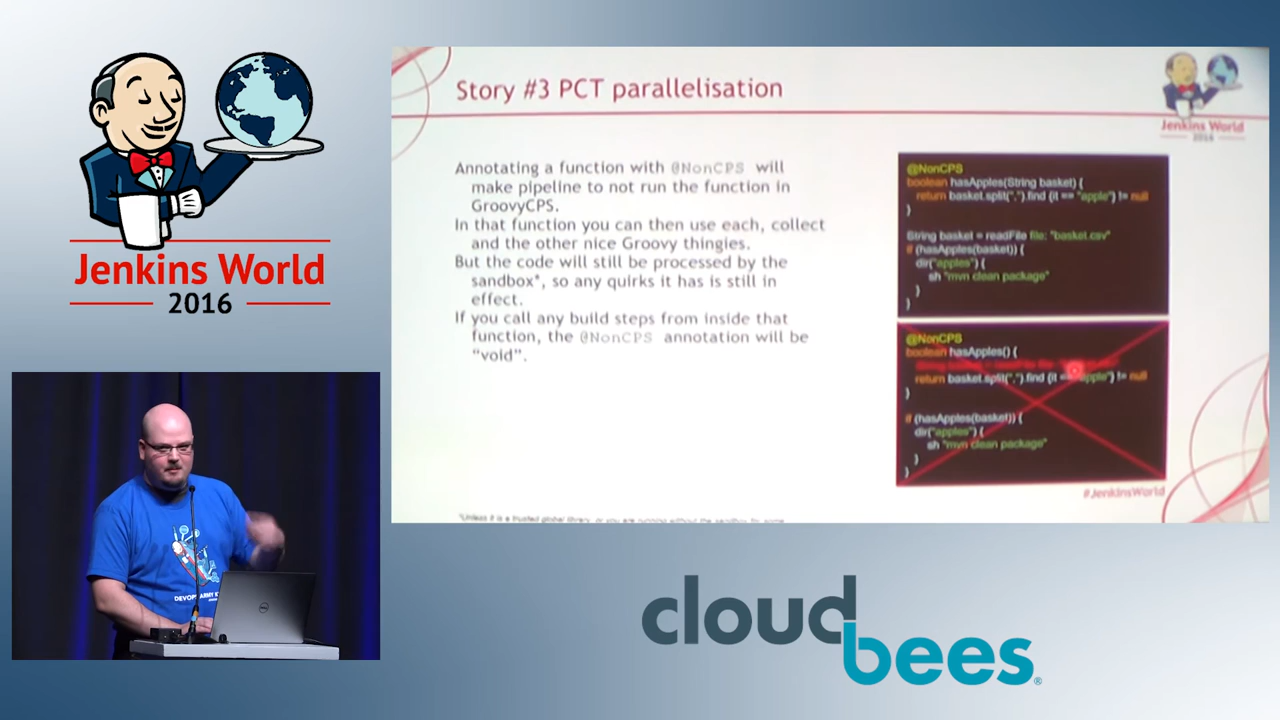 Jenkins World
2016
Story #3 PCT parallelisation
Jenkins World
2016
Annotating a function with @NonCPS will
make pipeline to not run the function in
GroovyCPS.
In that function you can then use each, collect
and the other nice Groovy thingies.
But the code will still be processed by the
sandbox*, so any quirks it has is still in
effect.
If you call any build steps from inside that
function, the @NonCPS annotation will be
“void”.
@NonCPS
boolean hasApples(String basket) {
return basket.split(",").find {it == "apple"} != null
}
String basket = readFile file: "basket.csv"
if (hasApples(basket)) {
dir("apples") {
sh "mvn clean package"
}
}
@NonCPS
boolean hasApples() {
return basket.split(",").find {it == "apple"} != null
}
if (hasApples(basket)) {
dir("apples") {
sh "mvn clean package"
}
}
#JenkinsWorld
DEVOPS ARMY
DELL
cloudbees®